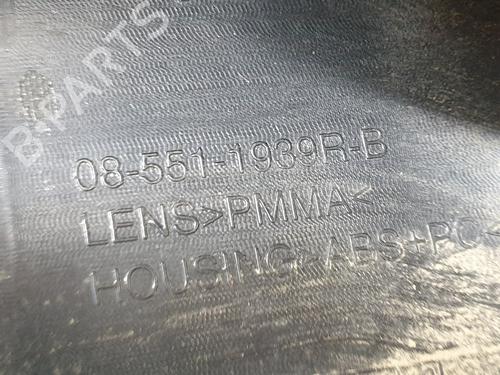 B-PARTS
08-551-1939R-B
LENS>PMMA<
HOUSING>ABS+PC<